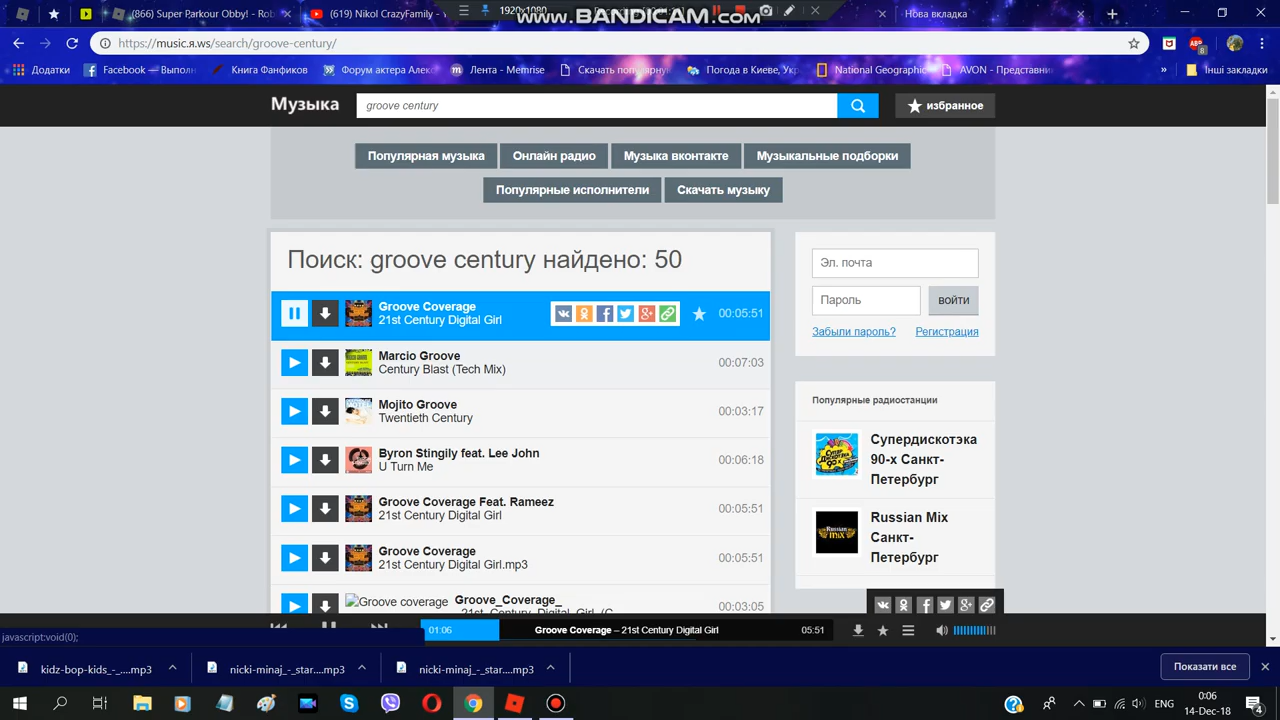 (866) Super Parkour Obby! - YouT
(619) Nikol CrazyFamily - Y
1920x1080
www.BANDICAM.com
Нова вкладка
https://music.я.ws/search/groove-century/
Додатки
Facebook — Выполн
Книга Фанфиков
Форум актера Алекс
Лента - Memrise
Скачать популярную
Погода в Киеве, Укр
National Geographic
AVON - Представни
»
Інші закладки
Музыка
groove century
избранное
Популярная музыка
Онлайн радио
Музыка вконтакте
Музыкальные подборки
Популярные исполнители
Скачать музыку
Поиск: groove century найдено: 50
Groove Coverage
21st Century Digital Girl
00:05:51
Marcio Groove
Century Blast (Tech Mix)
00:07:03
Mojito Groove
Twentieth Century
00:03:17
Byron Stingily feat. Lee John
U Turn Me
00:06:18
Groove Coverage Feat. Rameez
21st Century Digital Girl
00:05:51
Groove Coverage
21st Century Digital Girl.mp3
00:05:51
Groove coverage
Groove_Coverage_
00:03:05
Эл. почта
Пароль
войти
Забыли пароль?
Регистрация
Популярные радиостанции
Супердискотэка
90-х Санкт-
Петербург
Russian Mix
Санкт-
Петербург
javascript:void(0);
01:06
Groove Coverage – 21st Century Digital Girl
05:51
kidz-bop-kids_-_....mp3
nicki-minaj_-_star....mp3
nicki-minaj_-_star....mp3
Показати все
ENG
0:06
14-Dec-18
4